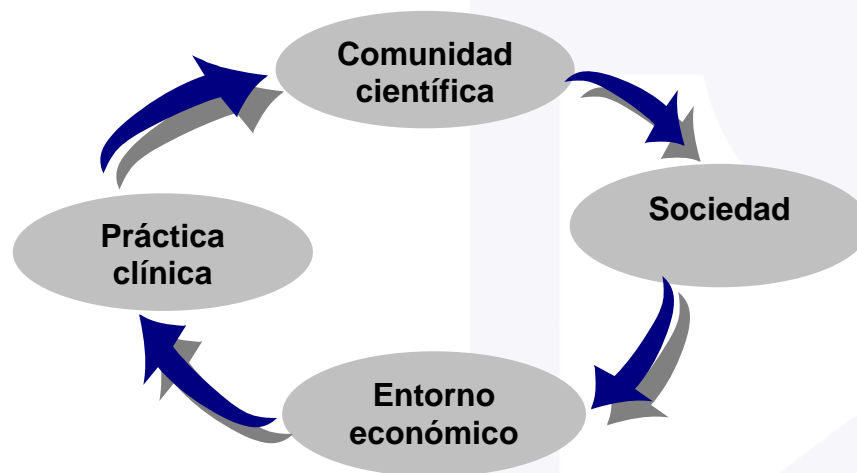 Comunidad
científica
Sociedad
Práctica
clínica
Entorno
económico